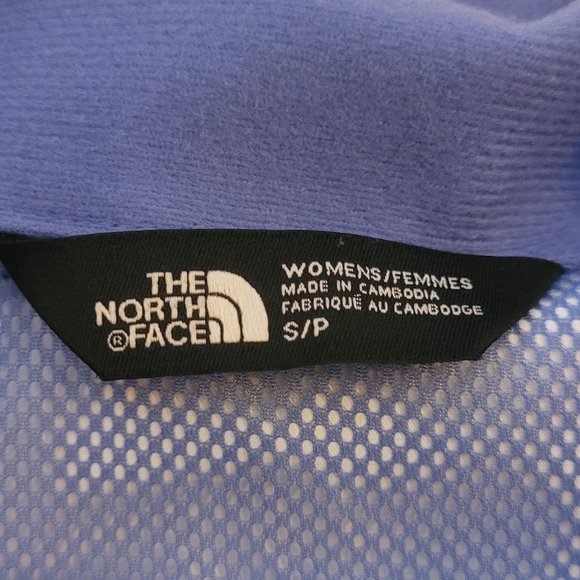 THE
NORTH
®FACE
WOMENS/FEMMES
MADE IN CAMBODIA
FABRIQUÉ AU CAMBODGE
S/P